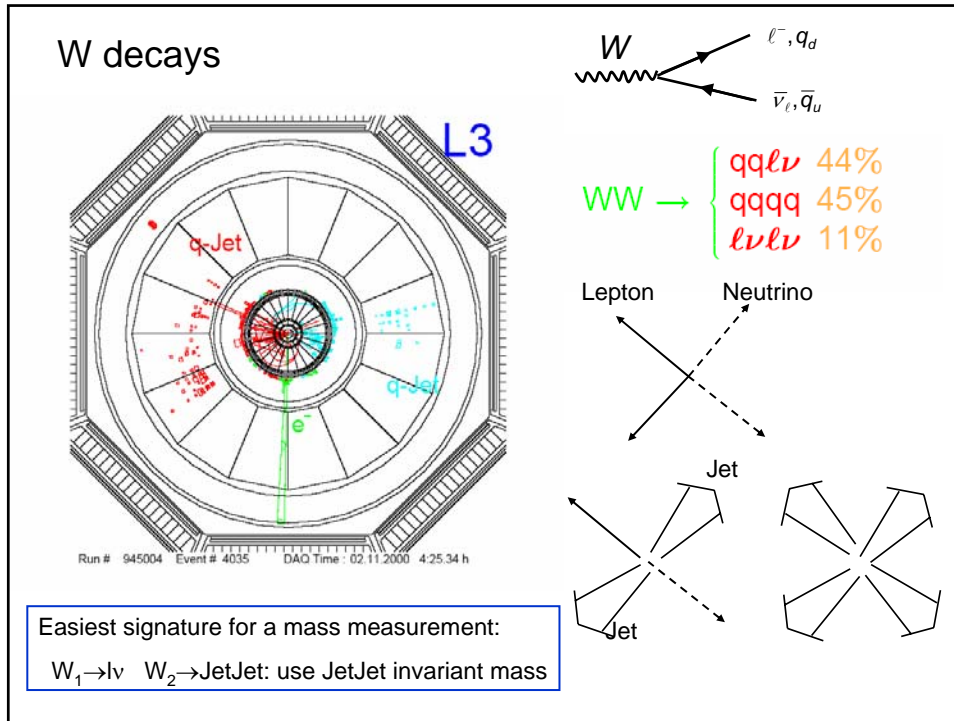 W decays
W
ℓ⁻, q_d
ν̄_ℓ, q̄_u
L3
q-Jet
q-Jet
e⁻
Run # 945004 Event # 4035 DAQ Time : 02.11.2000 4:25.34 h
WW → { qqℓν 44%
qqqq 45%
ℓνℓν 11%
Lepton Neutrino
Jet
Jet
Easiest signature for a mass measurement:
W₁→lν W₂→JetJet: use JetJet invariant mass